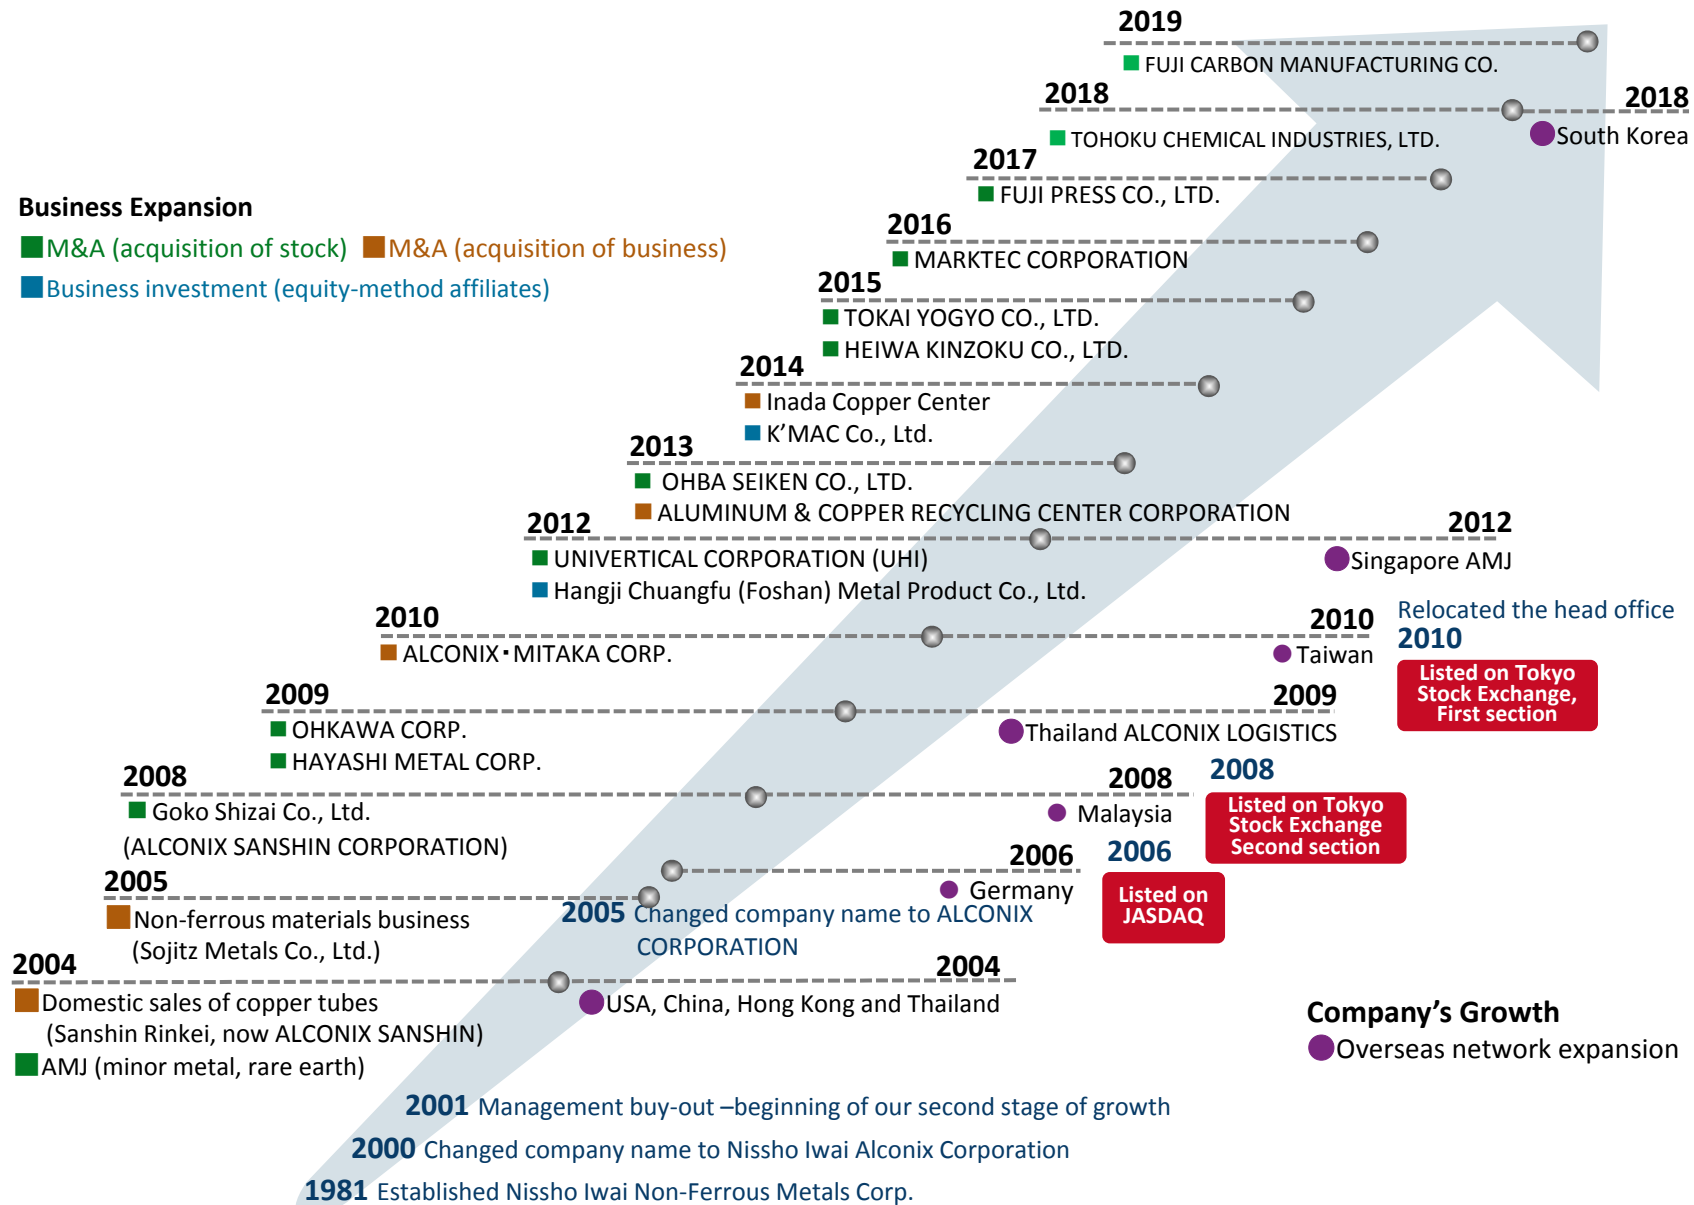 2019
FUJI CARBON MANUFACTURING CO.
2018
2018
TOHOKU CHEMICAL INDUSTRIES, LTD.
South Korea
2017
FUJI PRESS CO., LTD.
Business Expansion
M&A (acquisition of stock)
M&A (acquisition of business)
Business investment (equity-method affiliates)
2016
MARKTEC CORPORATION
2015
TOKAI YOGYO CO., LTD.
HEIWA KINZOKU CO., LTD.
2014
Inada Copper Center
K’MAC Co., Ltd.
2013
OHBA SEIKEN CO., LTD.
ALUMINUM & COPPER RECYCLING CENTER CORPORATION
2012
2012
UNIVERTICAL CORPORATION (UHI)
Singapore AMJ
Hangji Chuangfu (Foshan) Metal Product Co., Ltd.
2010
2010
ALCONIX・MITAKA CORP.
Taiwan
Relocated the head office
2010
Listed on Tokyo
Stock Exchange,
First section
2009
2009
OHKAWA CORP.
Thailand ALCONIX LOGISTICS
HAYASHI METAL CORP.
2008
2008
Goko Shizai Co., Ltd.
(ALCONIX SANSHIN CORPORATION)
Malaysia
2008
Listed on Tokyo
Stock Exchange
Second section
2006
Germany
2006
Listed on
JASDAQ
2005
Non-ferrous materials business
(Sojitz Metals Co., Ltd.)
2005 Changed company name to ALCONIX
CORPORATION
2004
2004
Domestic sales of copper tubes
(Sanshin Rinkei, now ALCONIX SANSHIN)
AMJ (minor metal, rare earth)
USA, China, Hong Kong and Thailand
Company’s Growth
Overseas network expansion
2001 Management buy-out –beginning of our second stage of growth
2000 Changed company name to Nissho Iwai Alconix Corporation
1981 Established Nissho Iwai Non-Ferrous Metals Corp.